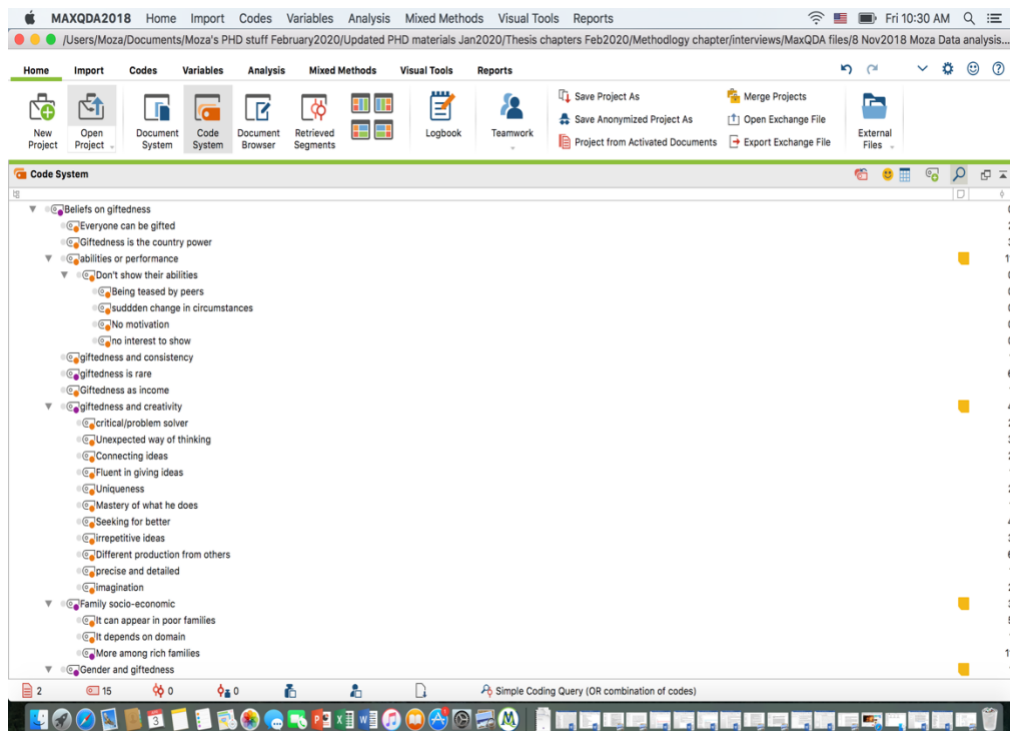 MAXQDA2018 Home Import Codes Variables Analysis Mixed Methods Visual Tools Reports Fri 10:30 AM
/Users/Moza/Documents/Moza's PHD stuff February2020/Updated PHD materials Jan2020/Thesis chapters Feb2020/Methodlogy chapter/interviews/MaxQDA files/8 Nov2018 Moza Data analysis...
Home Import Codes Variables Analysis Mixed Methods Visual Tools Reports
New Project
Open Project
Document System
Code System
Document Browser
Retrieved Segments
Logbook
Teamwork
Save Project As
Save Anonymized Project As
Project from Activated Documents
Merge Projects
Open Exchange File
Export Exchange File
External Files
Code System
Beliefs on giftedness
Everyone can be gifted
Giftedness is the country power
abilities or performance
Don't show their abilities
Being teased by peers
suddden change in circumstances
No motivation
no interest to show
giftedness and consistency
giftedness is rare
Giftedness as income
giftedness and creativity
critical/problem solver
Unexpected way of thinking
Connecting ideas
Fluent in giving ideas
Uniqueness
Mastery of what he does
Seeking for better
irrepetitive ideas
Different production from others
precise and detailed
imagination
Family socio-economic
It can appear in poor families
It depends on domain
More among rich families
Gender and giftedness
2 15 0 0 Simple Coding Query (OR combination of codes)